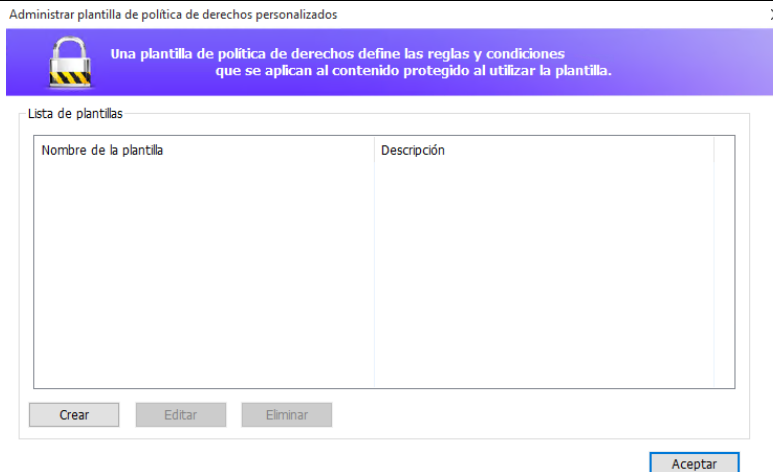 Administrar plantilla de política de derechos personalizados
Una plantilla de política de derechos define las reglas y condiciones
que se aplican al contenido protegido al utilizar la plantilla.
Lista de plantillas
Nombre de la plantilla Descripción
Crear Editar Eliminar
Aceptar